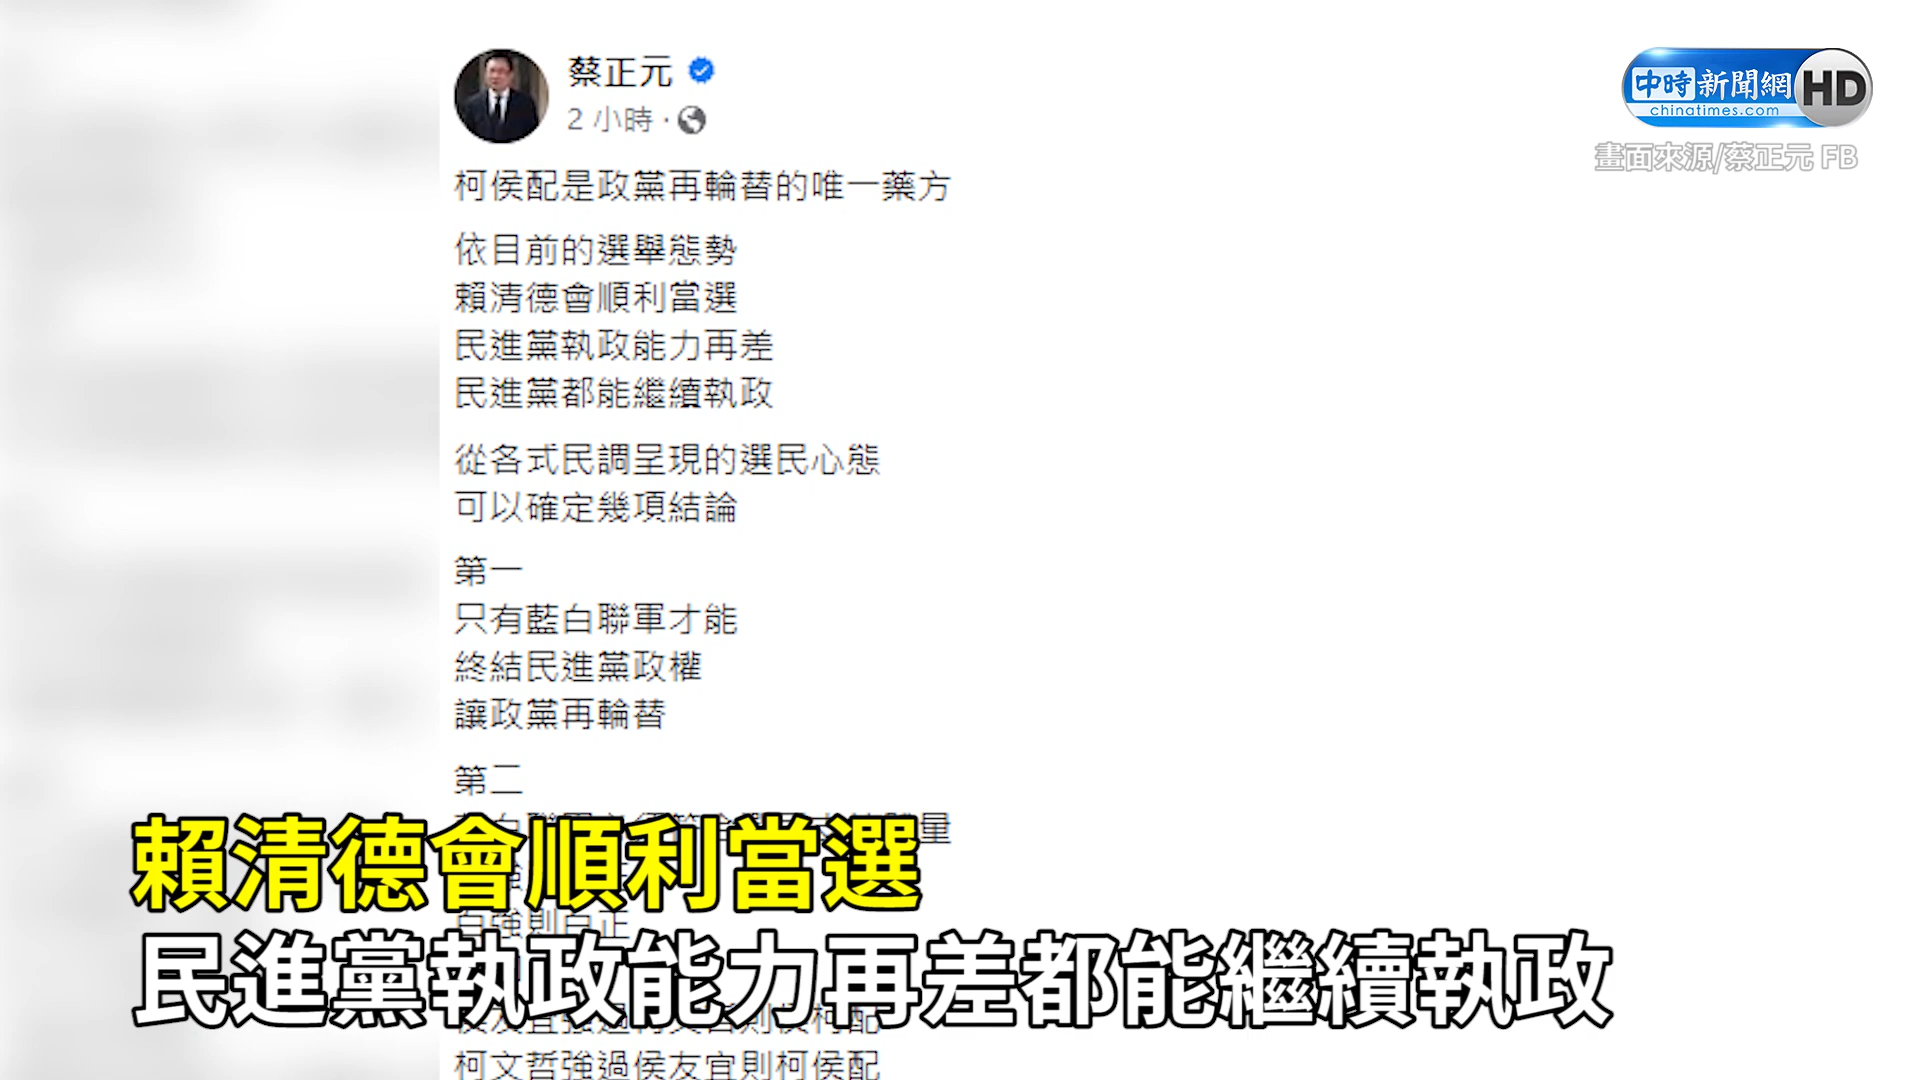 蔡正元
2 小時
中時新聞網 HD
chinatimes.com
畫面來源/蔡正元 FB
柯侯配是政黨再輪替的唯一藥方
依目前的選舉態勢
賴清德會順利當選
民進黨執政能力再差
民進黨都能繼續執政
從各式民調呈現的選民心態
可以確定幾項結論
第一
只有藍白聯軍才能
終結民進黨政權
讓政黨再輪替
第二
量
白強則白正
賴清德會順利當選
民進黨執政能力再差都能繼續執政
柯文哲強過侯友宜則柯侯配